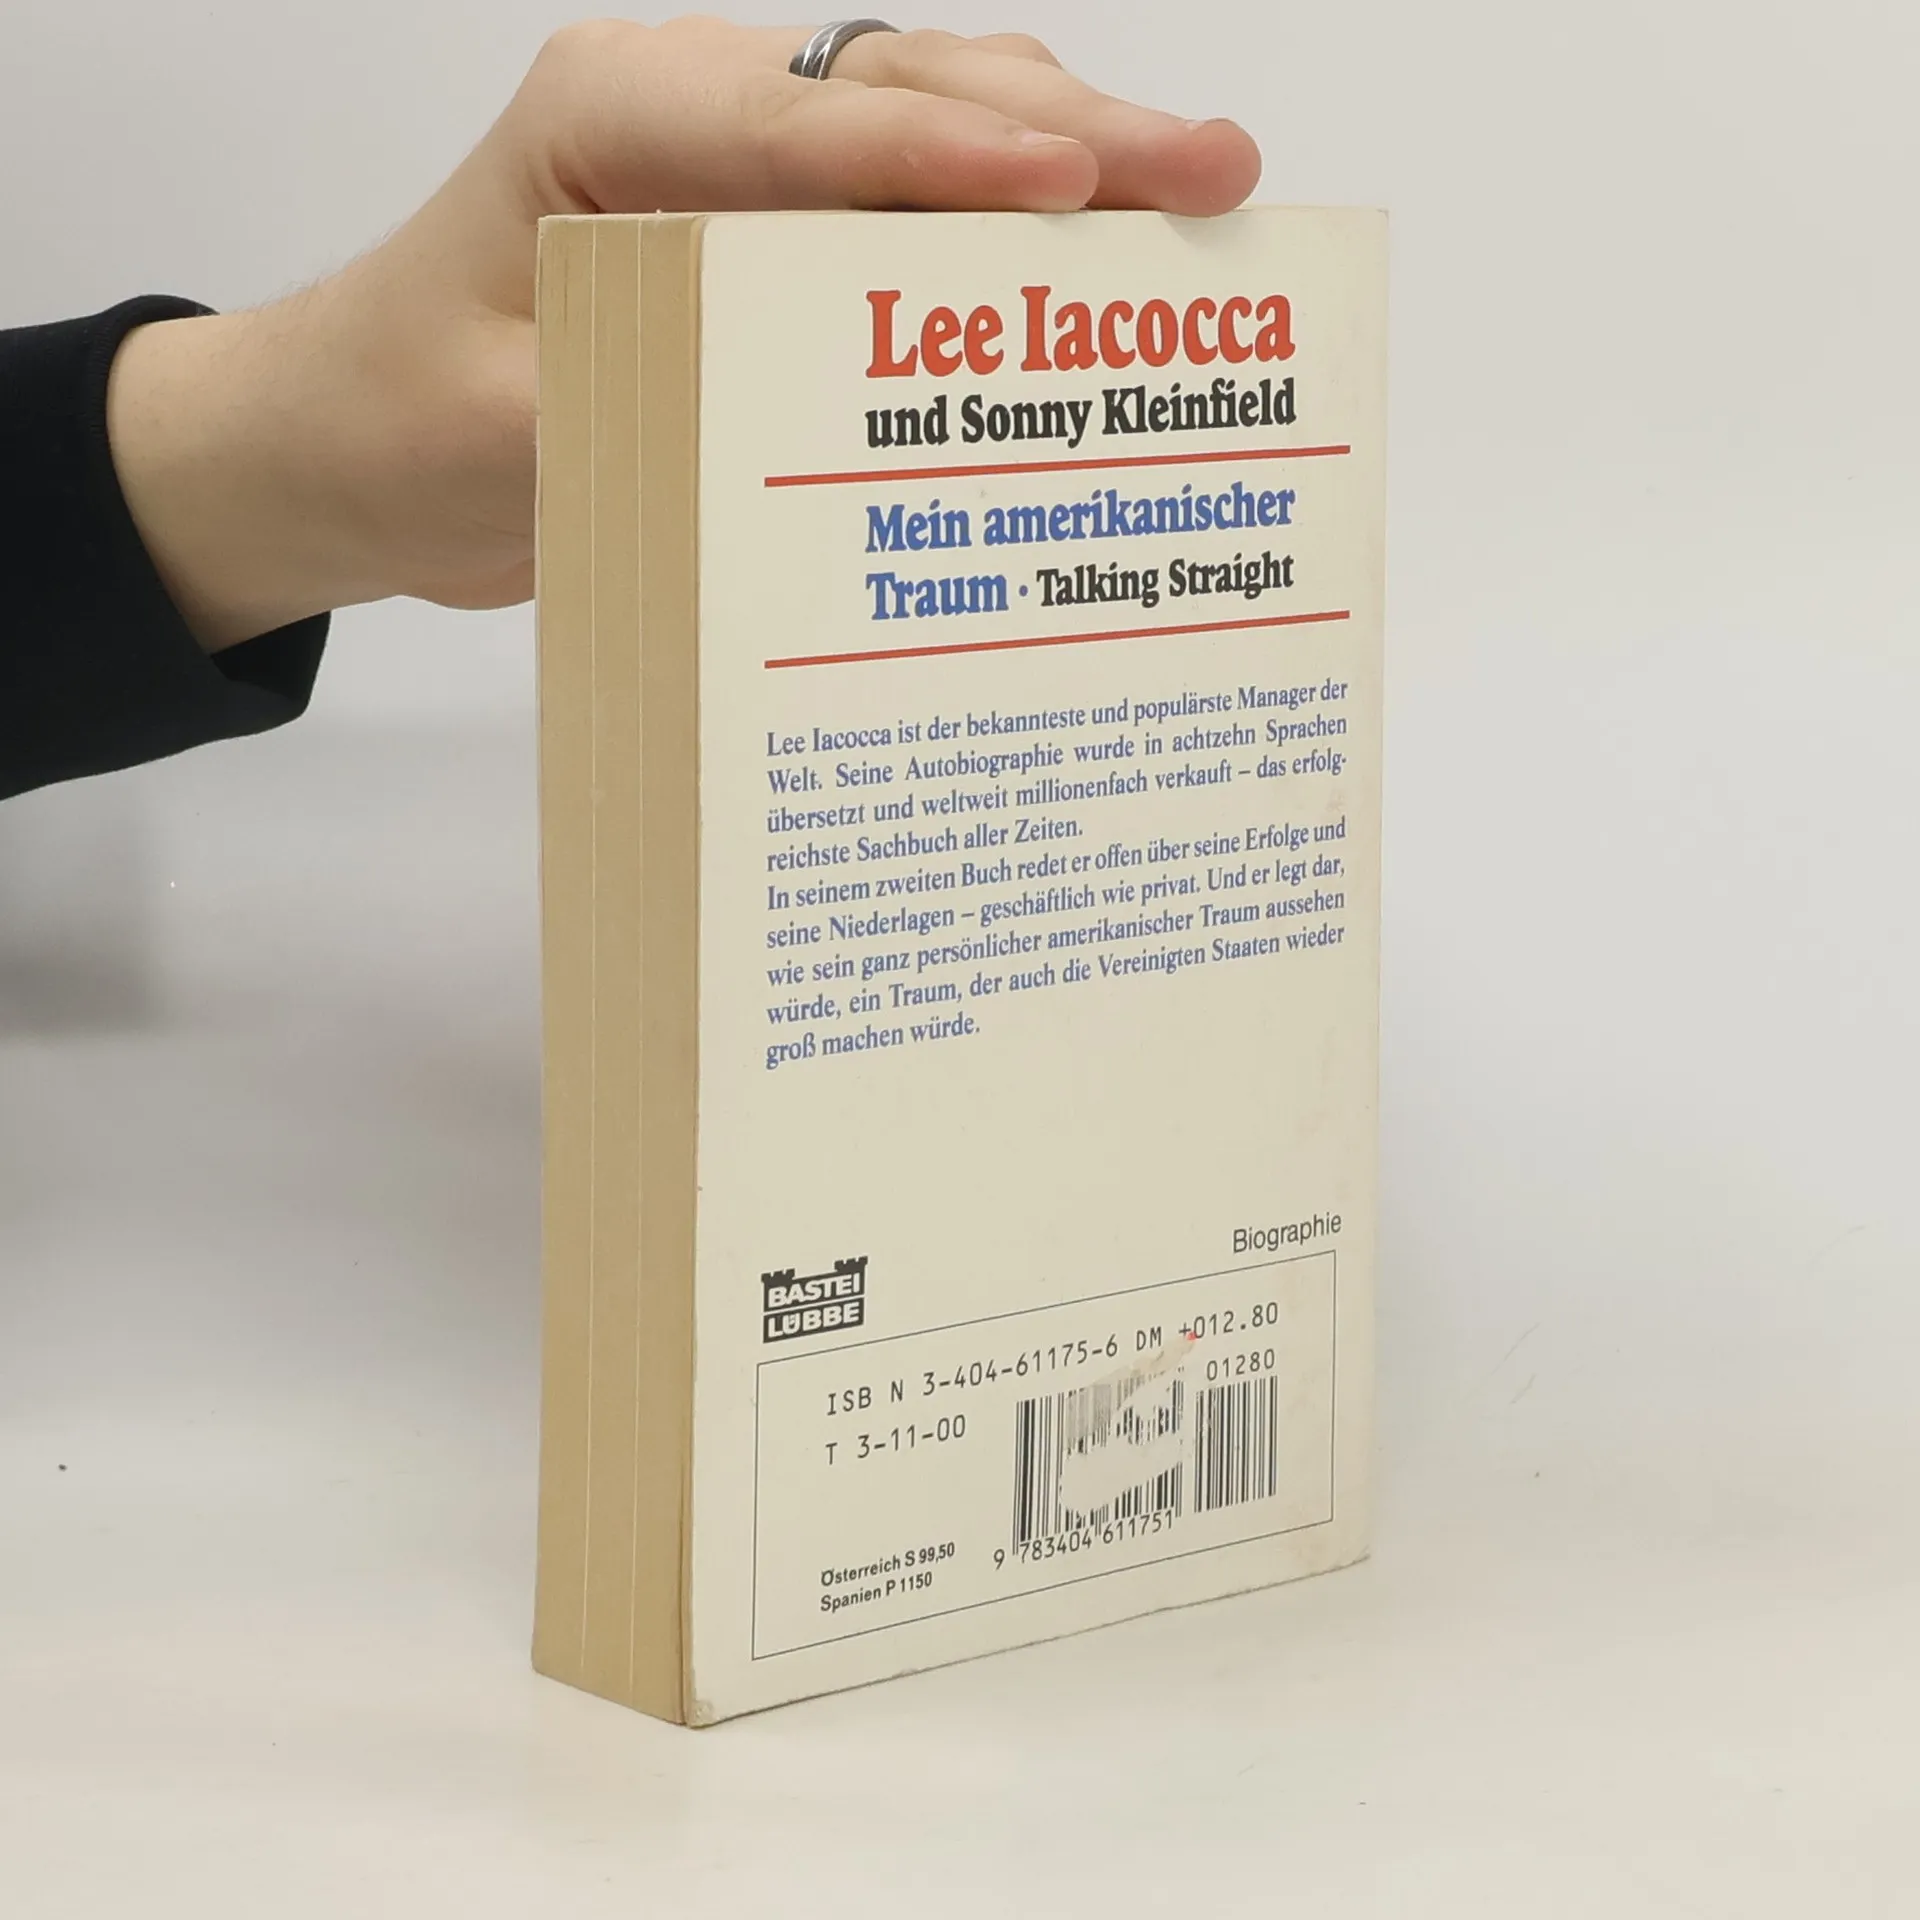 Lee Iacocca
und Sonny Kleinfield
Mein amerikanischer
Traum · Talking Straight
Lee Iacocca ist der bekannteste und populärste Manager der
Welt. Seine Autobiographie wurde in achtzehn Sprachen
übersetzt und weltweit millionenfach verkauft – das erfolg-
reichste Sachbuch aller Zeiten.
In seinem zweiten Buch redet er offen über seine Erfolge und
seine Niederlagen – geschäftlich wie privat. Und er legt dar,
wie sein ganz persönlicher amerikanischer Traum aussehen
würde, ein Traum, der auch die Vereinigten Staaten wieder
groß machen würde.
Biographie
BASTEI
LÜBBE
ISB N 3-404-61175-6 DM +012.80
01280
T 3-11-00
9 783404 611751
Österreich S 99,50
Spanien P 1150